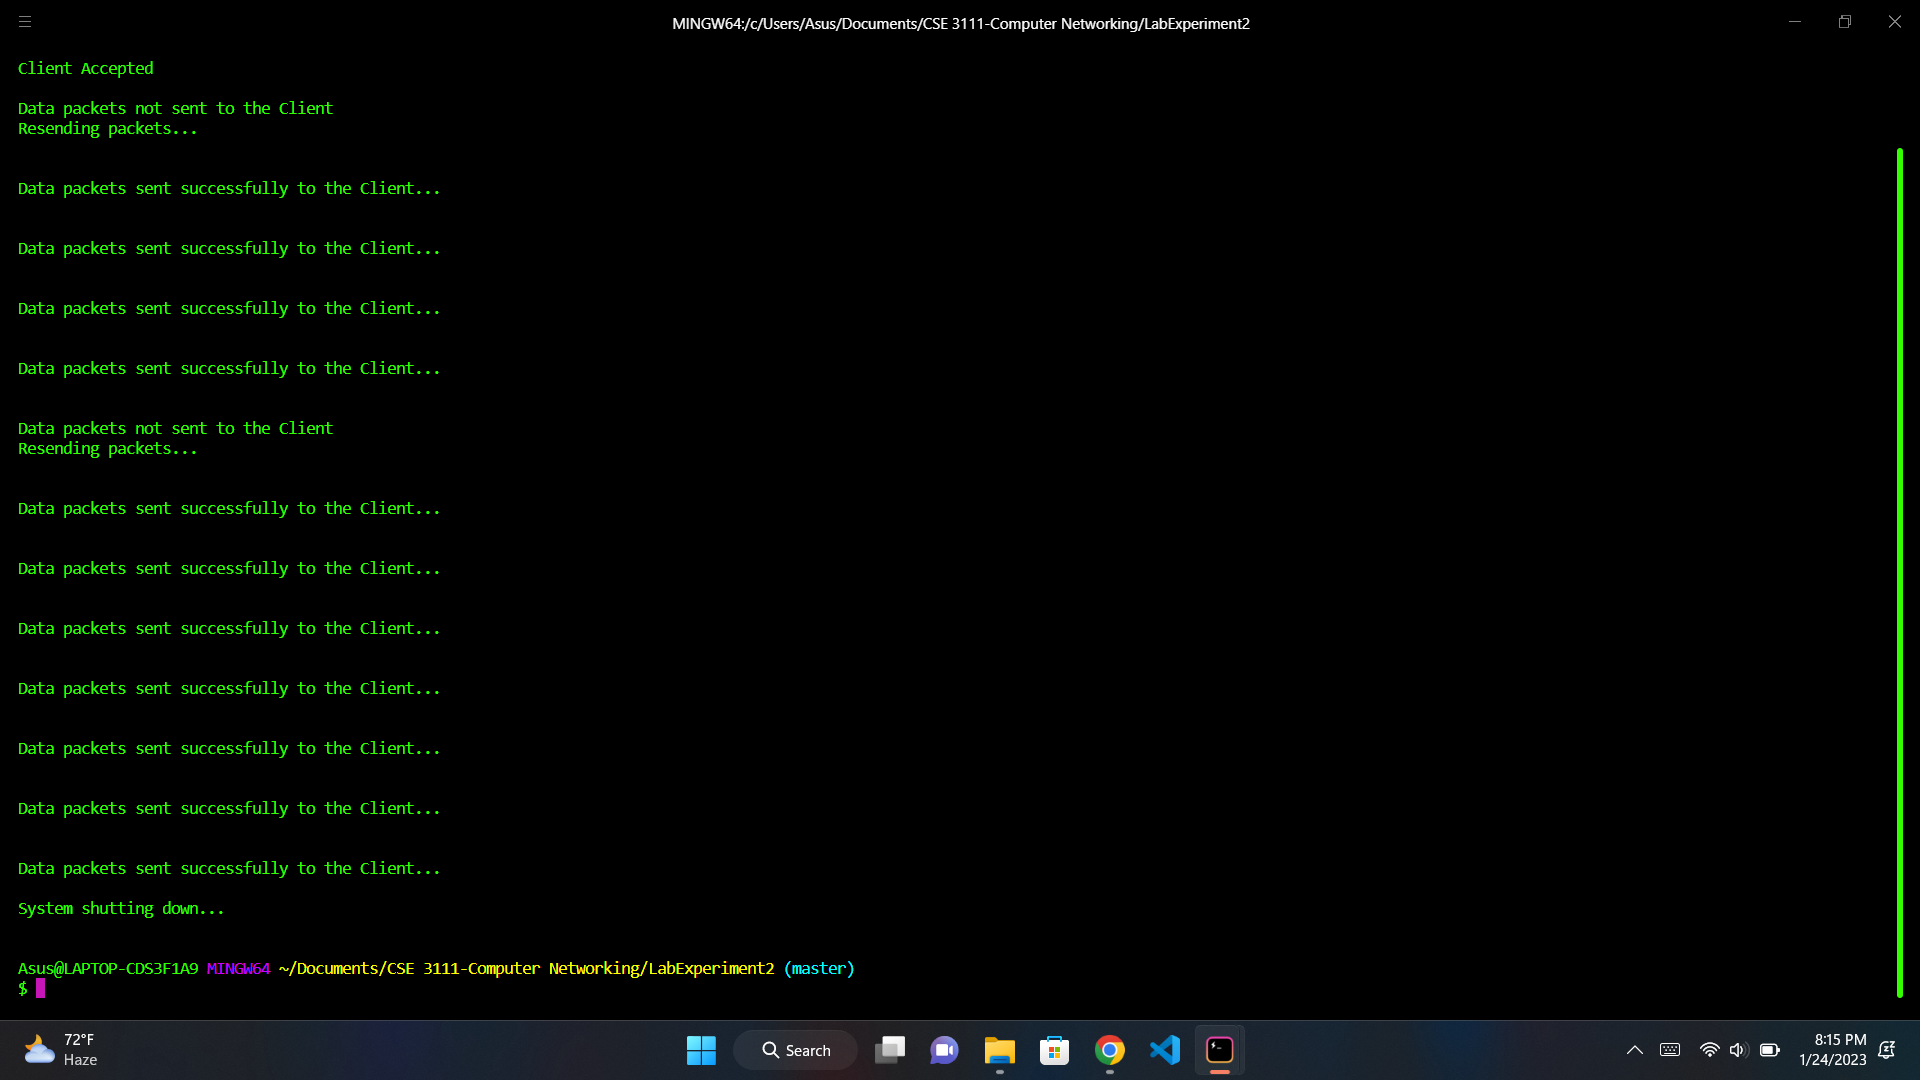 MINGW64:/c/Users/Asus/Documents/CSE 3111-Computer Networking/LabExperiment2
Client Accepted
Data packets not sent to the Client
Resending packets...
Data packets sent successfully to the Client...
Data packets sent successfully to the Client...
Data packets sent successfully to the Client...
Data packets sent successfully to the Client...
Data packets not sent to the Client
Resending packets...
Data packets sent successfully to the Client...
Data packets sent successfully to the Client...
Data packets sent successfully to the Client...
Data packets sent successfully to the Client...
Data packets sent successfully to the Client...
Data packets sent successfully to the Client...
Data packets sent successfully to the Client...
System shutting down...
Asus@LAPTOP-CDS3F1A9 MINGW64 ~/Documents/CSE 3111-Computer Networking/LabExperiment2 (master)
$
72°F
Haze
Search
8:15 PM
1/24/2023